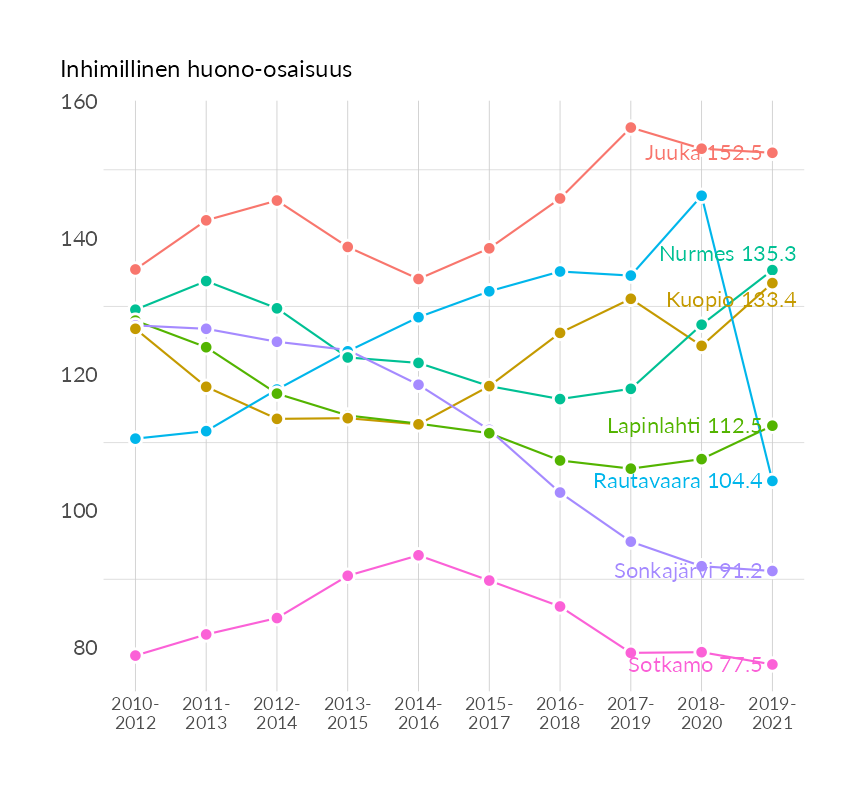 Inhimillinen huono-osaisuus
160
140
120
100
80
Juuka 152.5
Nurmes 135.3
Kuopio 133.4
Lapinlahti 112.5
Rautavaara 104.4
Sonkajärvi 91.2
Sotkamo 77.5
2010- 2011- 2012- 2013- 2014- 2015- 2016- 2017- 2018- 2019-
2012 2013 2014 2015 2016 2017 2018 2019 2020 2021